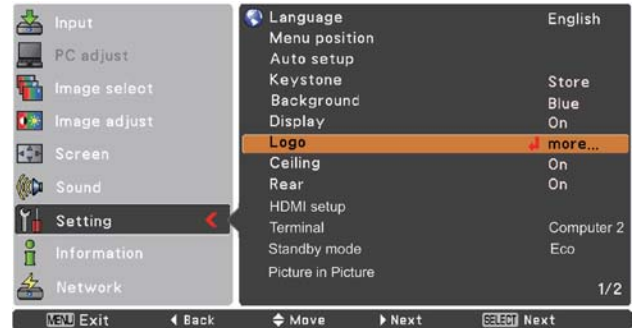 Input
PC adjust
Image select
Image adjust
Screen
Sound
Setting
Information
Network
Language English
Menu position
Auto setup
Keystone Store
Background Blue
Display On
Logo more...
Ceiling On
Rear On
HDMI setup
Terminal Computer 2
Standby mode Eco
Picture in Picture
1/2
MENU Exit Back Move Next SELECT Next